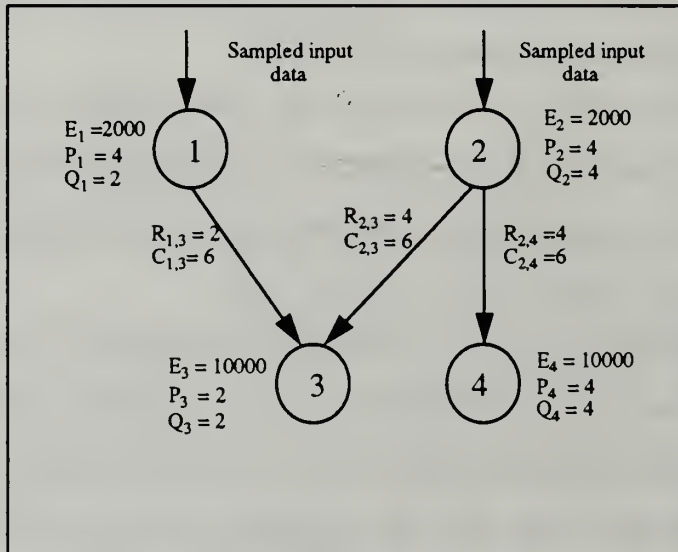 Sampled input
data
Sampled input
data
E1 =2000
P1 = 4
Q1 = 2
1
2
E2 = 2000
P2 = 4
Q2= 4
R1,3 = 2
C1,3= 6
R2,3 = 4
C2,3 = 6
R2,4 =4
C2,4 =6
E3 = 10000
P3 = 2
Q3 = 2
3
4
E4 = 10000
P4 = 4
Q4 = 4